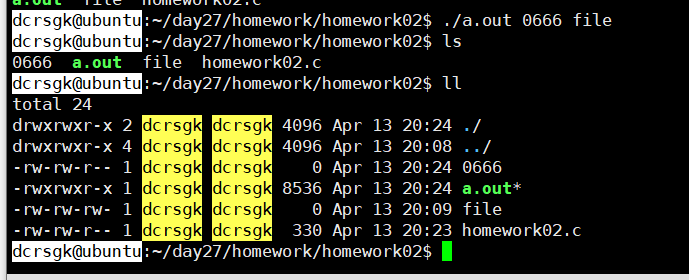 a.out  file  homework02.c
dcrsgk@ubuntu:~/day27/homework/homework02$ ./a.out 0666 file
dcrsgk@ubuntu:~/day27/homework/homework02$ ls
0666  a.out  file  homework02.c
dcrsgk@ubuntu:~/day27/homework/homework02$ ll
total 24
drwxrwxr-x 2 dcrsgk dcrsgk 4096 Apr 13 20:24 ./
drwxrwxr-x 4 dcrsgk dcrsgk 4096 Apr 13 20:08 ../
-rw-rw-r-- 1 dcrsgk dcrsgk    0 Apr 13 20:24 0666
-rwxrwxr-x 1 dcrsgk dcrsgk 8536 Apr 13 20:24 a.out*
-rw-rw-rw- 1 dcrsgk dcrsgk    0 Apr 13 20:09 file
-rw-rw-r-- 1 dcrsgk dcrsgk  330 Apr 13 20:23 homework02.c
dcrsgk@ubuntu:~/day27/homework/homework02$